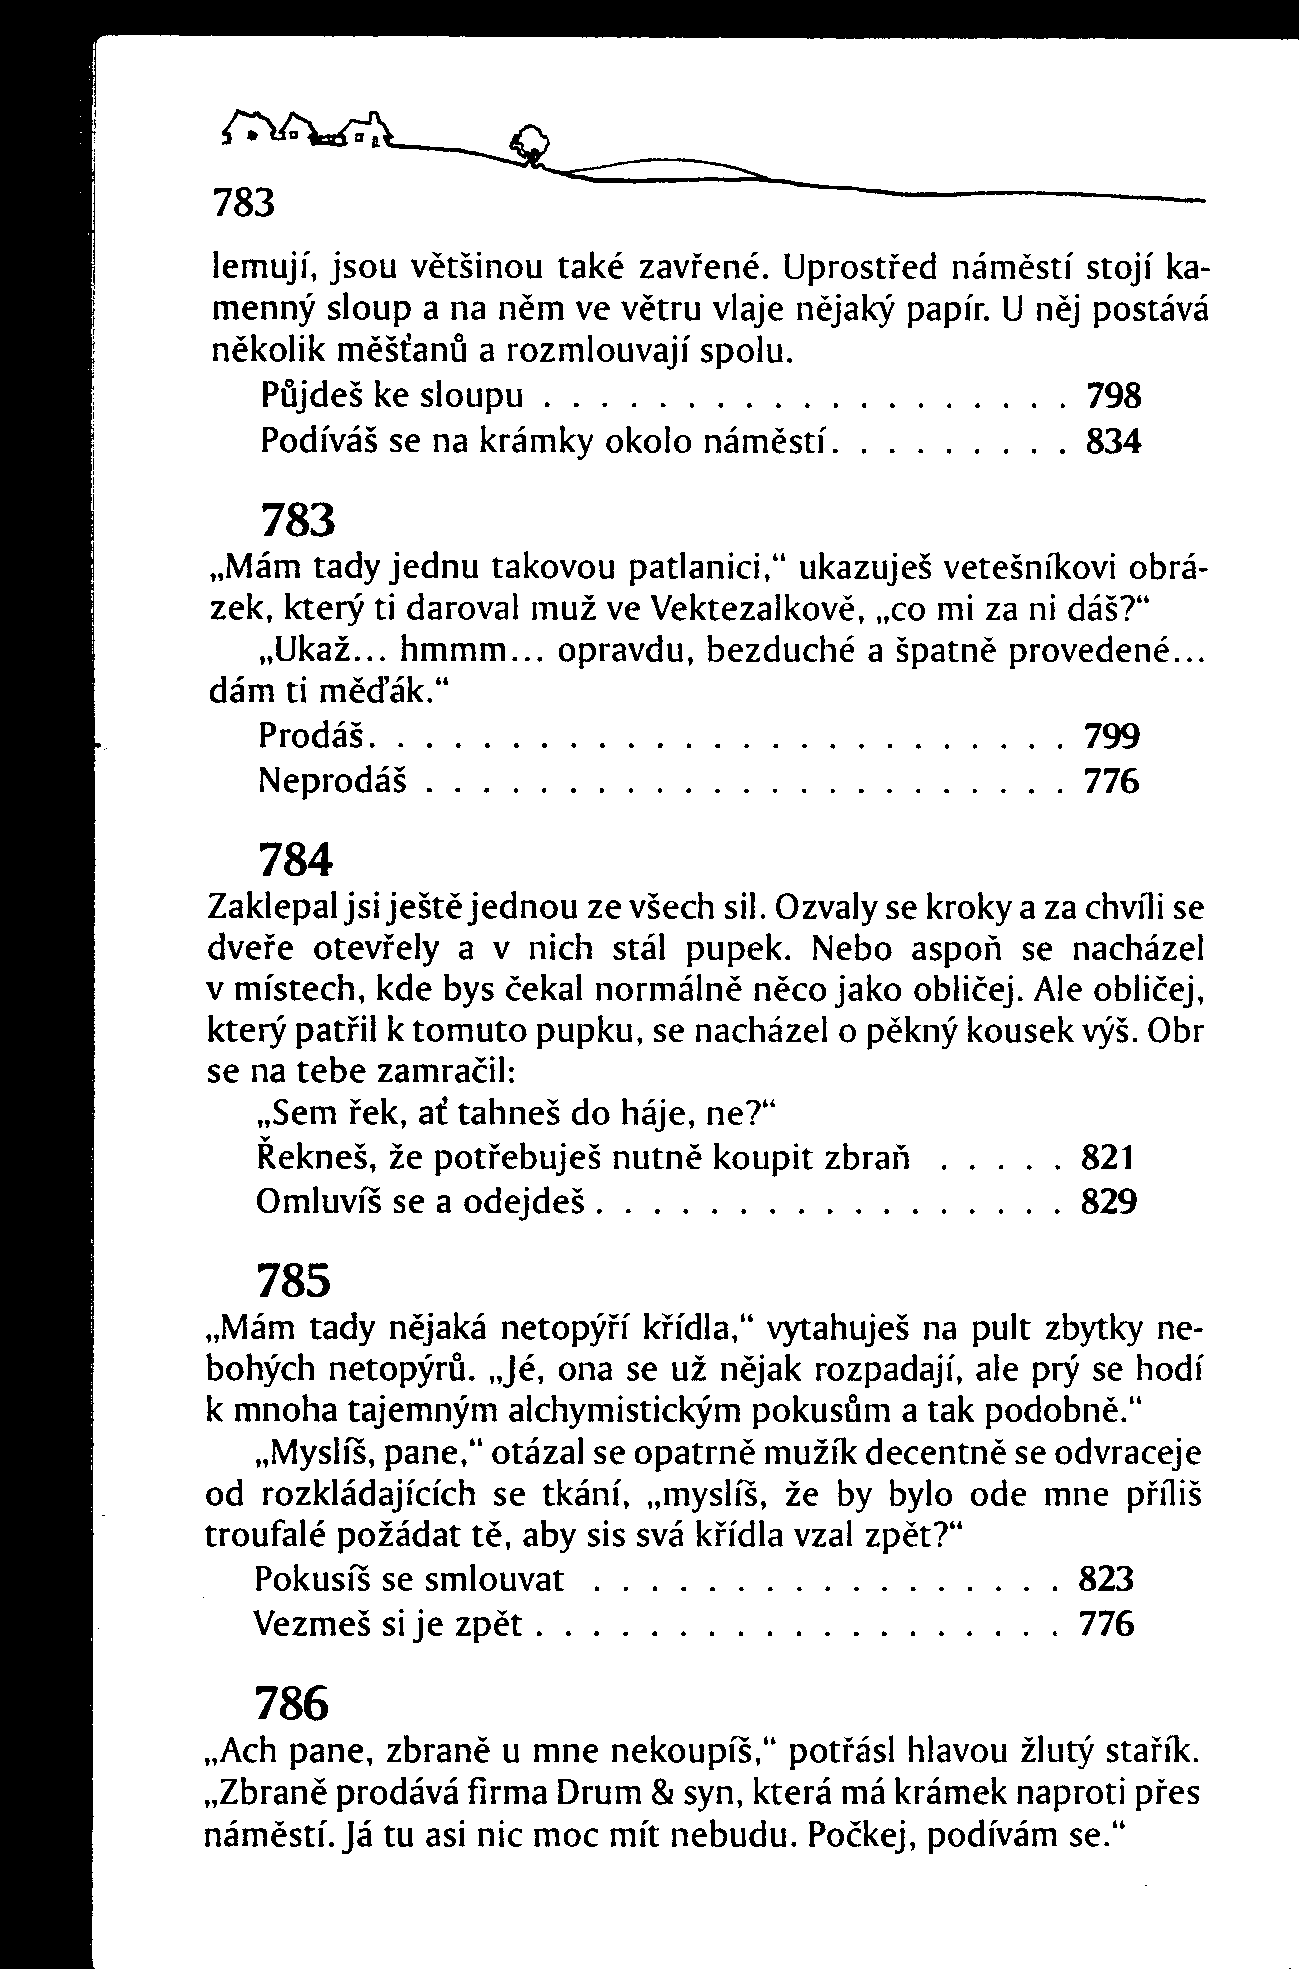 783
lemují, jsou většinou také zavřené. Uprostřed náměstí stojí ka-
menný sloup a na něm ve větru vlaje nějaký papír. U něj postává
několik měšťanů a rozmlouvají spolu.
Půjdeš ke sloupu . . . . . . . . . . . . . . . . . . . 798
Podíváš se na krámky okolo náměstí. . . . . . . . . 834
783
„Mám tady jednu takovou patlanici,“ ukazuješ vetešníkovi obrá-
zek, který ti daroval muž ve Vektezalkově, „co mi za ni dáš?“
„Ukaž... hmmm... opravdu, bezduché a špatně provedené...
dám ti měďák.“
Prodáš. . . . . . . . . . . . . . . . . . . . . . . . . 799
Neprodáš . . . . . . . . . . . . . . . . . . . . . . . 776
784
Zaklepal jsi ještě jednou ze všech sil. Ozvaly se kroky a za chvíli se
dveře otevřely a v nich stál pupek. Nebo aspoň se nacházel
v místech, kde bys čekal normálně něco jako obličej. Ale obličej,
který patřil k tomuto pupku, se nacházel o pěkný kousek výš. Obr
se na tebe zamračil:
„Sem řek, ať tahneš do háje, ne?“
Řekneš, že potřebuješ nutně koupit zbraň . . . . . 821
Omluvíš se a odejdeš . . . . . . . . . . . . . . . . . 829
785
„Mám tady nějaká netopýří křídla,“ vytahuješ na pult zbytky ne-
bohých netopýrů. „Jé, ona se už nějak rozpadají, ale prý se hodí
k mnoha tajemným alchymistickým pokusům a tak podobně.“
„Myslíš, pane,“ otázal se opatrně mužík decentně se odvraceje
od rozkládajících se tkání, „myslíš, že by bylo ode mne příliš
troufalé požádat tě, aby sis svá křídla vzal zpět?“
Pokusíš se smlouvat . . . . . . . . . . . . . . . . . 823
Vezmeš si je zpět . . . . . . . . . . . . . . . . . . . 776
786
„Ach pane, zbraně u mne nekoupíš,“ potřásl hlavou žlutý stařík.
„Zbraně prodává firma Drum & syn, která má krámek naproti přes
náměstí. Já tu asi nic moc mít nebudu. Počkej, podívám se.“